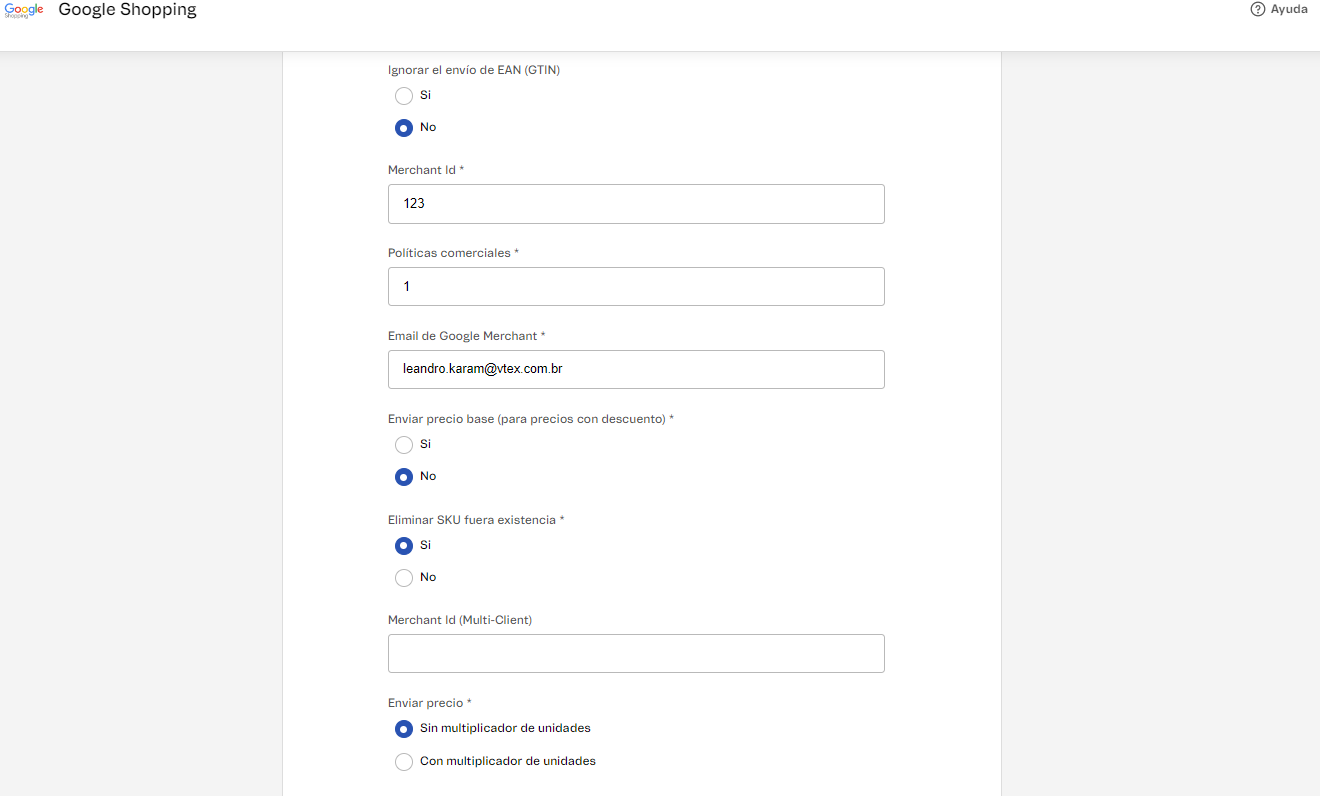 Google
Shopping
Google Shopping
Ayuda
Ignorar el envío de EAN (GTIN)
Si
No
Merchant Id *
123
Políticas comerciales *
1
Email de Google Merchant *
leandro.karam@vtex.com.br
Enviar precio base (para precios con descuento) *
Si
No
Eliminar SKU fuera existencia *
Si
No
Merchant Id (Multi-Client)
Enviar precio *
Sin multiplicador de unidades
Con multiplicador de unidades